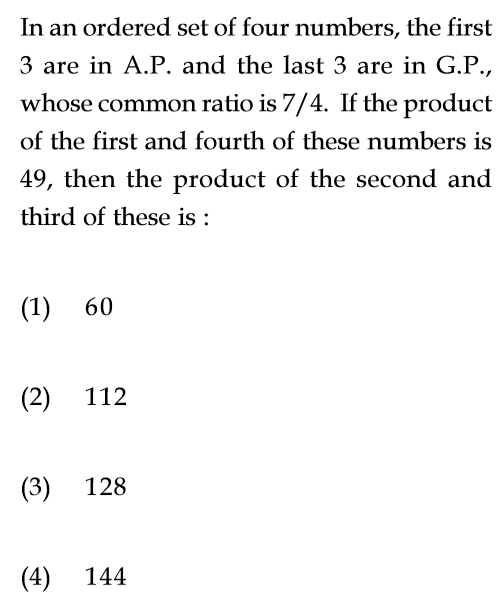 In an ordered set of four numbers, the first
3 are in A.P. and the last 3 are in G.P.,
whose common ratio is 7/4. If the product
of the first and fourth of these numbers is
49, then the product of the second and
third of these is :
(1) 60
(2) 112
(3) 128
(4) 144